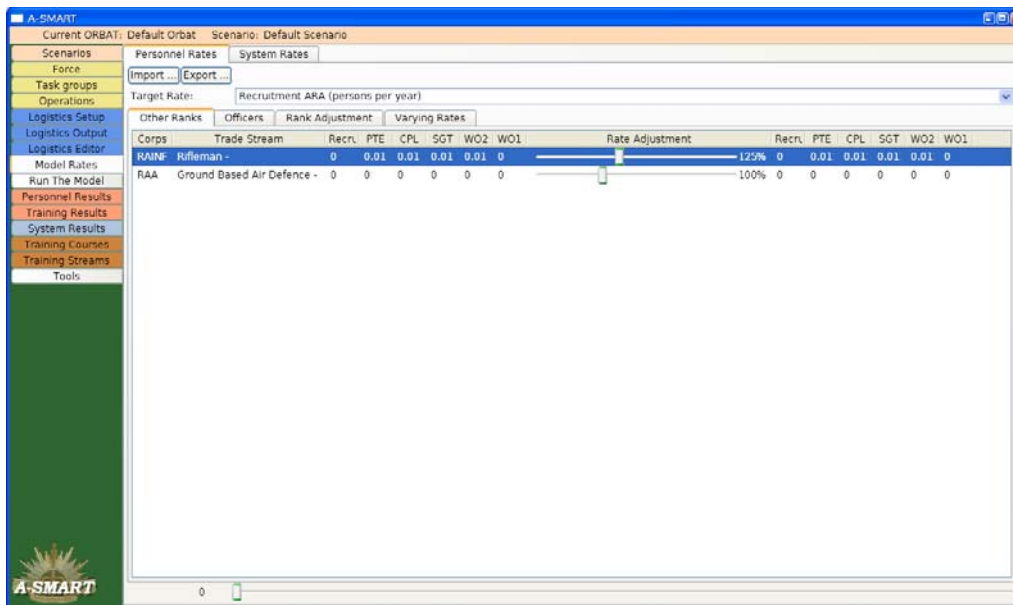 A-SMART
Current ORBAT: Default Orbat Scenario: Default Scenario
Scenarios
Force
Task groups
Operations
Logistics Setup
Logistics Output
Logistics Editor
Model Rates
Run The Model
Personnel Results
Training Results
System Results
Training Courses
Training Streams
Tools
Personnel Rates System Rates
Import ... Export ...
Target Rate: Recruitment ARA (persons per year)
Other Ranks Officers Rank Adjustment Varying Rates
Corps Trade Stream Recru PTE CPL SGT WO2 WO1 Rate Adjustment Recru PTE CPL SGT WO2 WO1
RAINF Rifleman - 0 0.01 0.01 0.01 0.01 0 125% 0 0.01 0.01 0.01 0.01 0
RAA Ground Based Air Defence - 0 0 0 0 0 0 100% 0 0 0 0 0 0
A-SMART
0